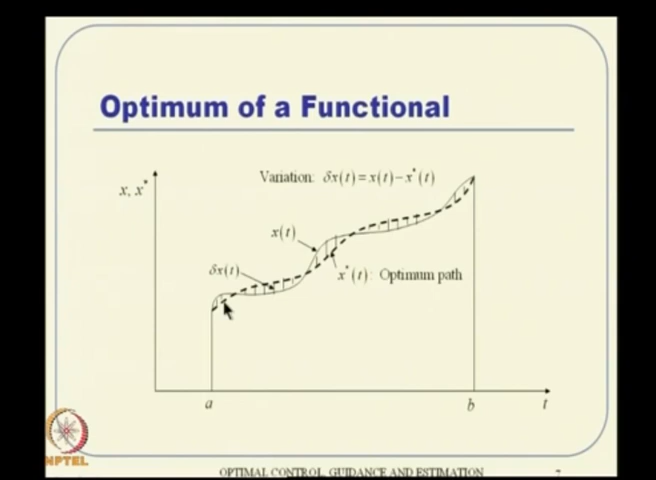 Optimum of a Functional
x, x*
Variation: δx(t) = x(t) − x*(t)
x(t)
δx(t)
x*(t): Optimum path
a
b
t
NPTEL
OPTIMAL CONTROL, GUIDANCE AND ESTIMATION